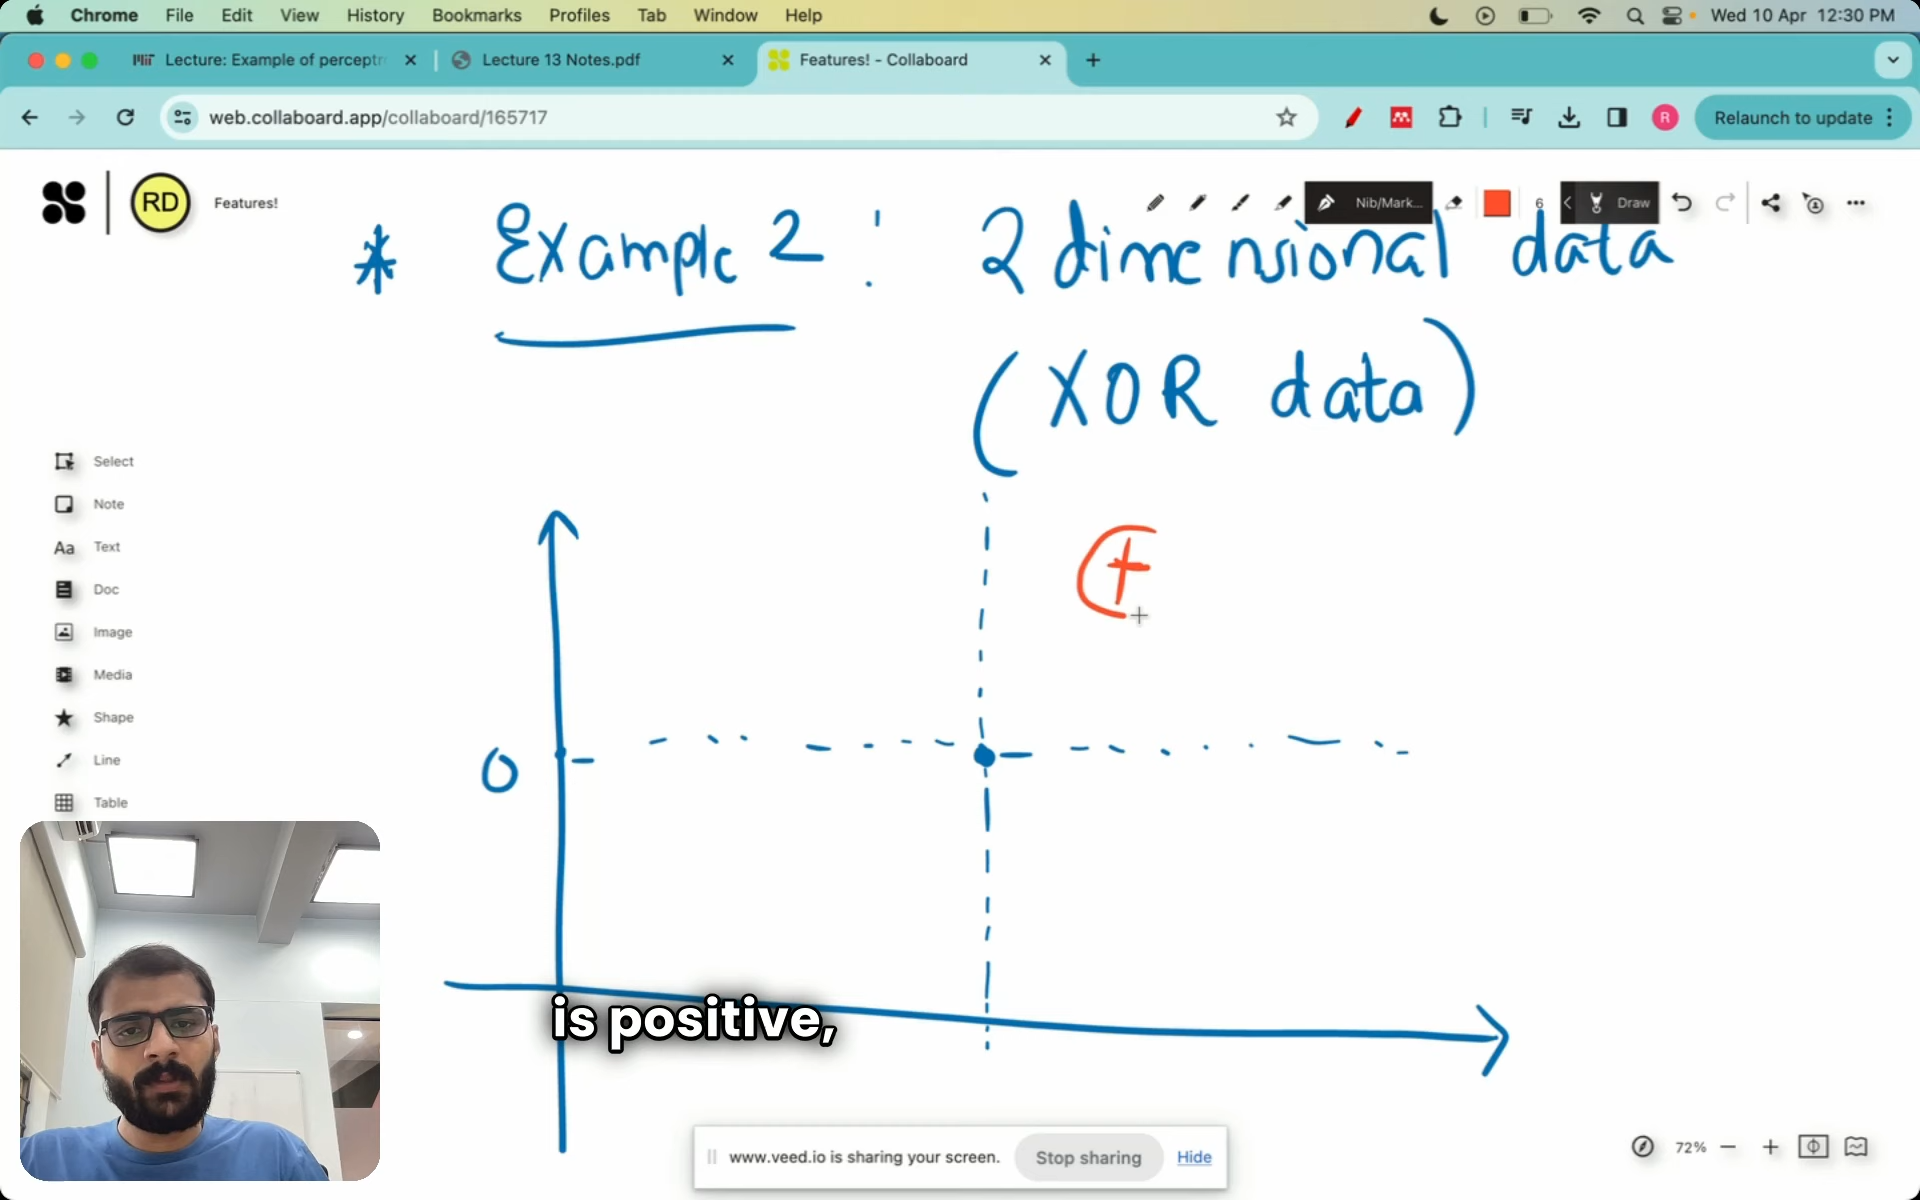 Chrome File Edit View History Bookmarks Profiles Tab Window Help Wed 10 Apr 12:30 PM
Lecture: Example of perceptr Lecture 13 Notes.pdf Features! - Collaboard
web.collaboard.app/collaboard/165717 R Relaunch to update
RD Features! Nib/Mark... 6 Draw
* Example 2 : 2 dimensional data
(XOR data)
Select
Note
Aa Text
Doc
Image
Media
Shape
Line
Table
+
0
is positive,
www.veed.io is sharing your screen. Stop sharing Hide
72%